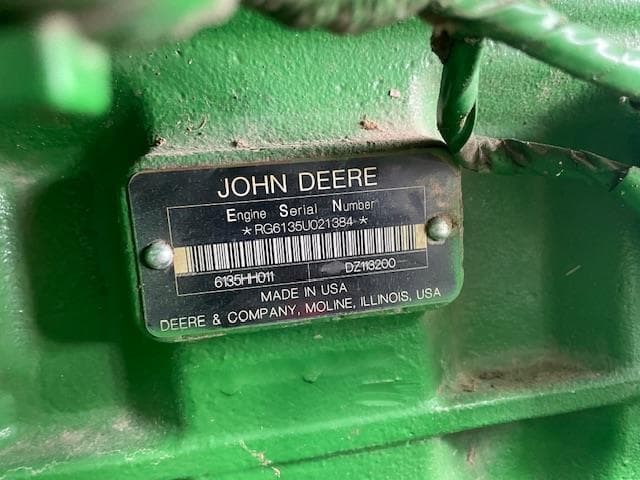 JOHN DEERE
Engine Serial Number
*RG6135U021384*
6135HH011 DZ113200
MADE IN USA
DEERE & COMPANY, MOLINE, ILLINOIS, USA